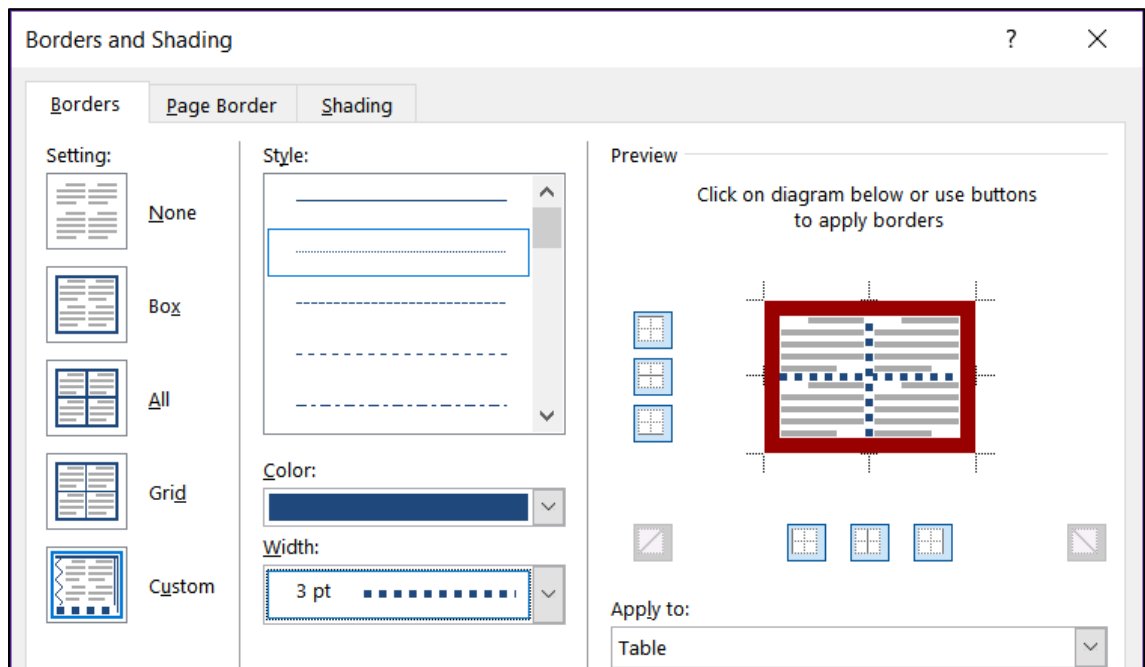 Borders and Shading ?
Borders Page Border Shading
Setting:
None
Box
All
Grid
Custom
Style:
Color:
Width:
3 pt
Preview
Click on diagram below or use buttons
to apply borders
Apply to:
Table